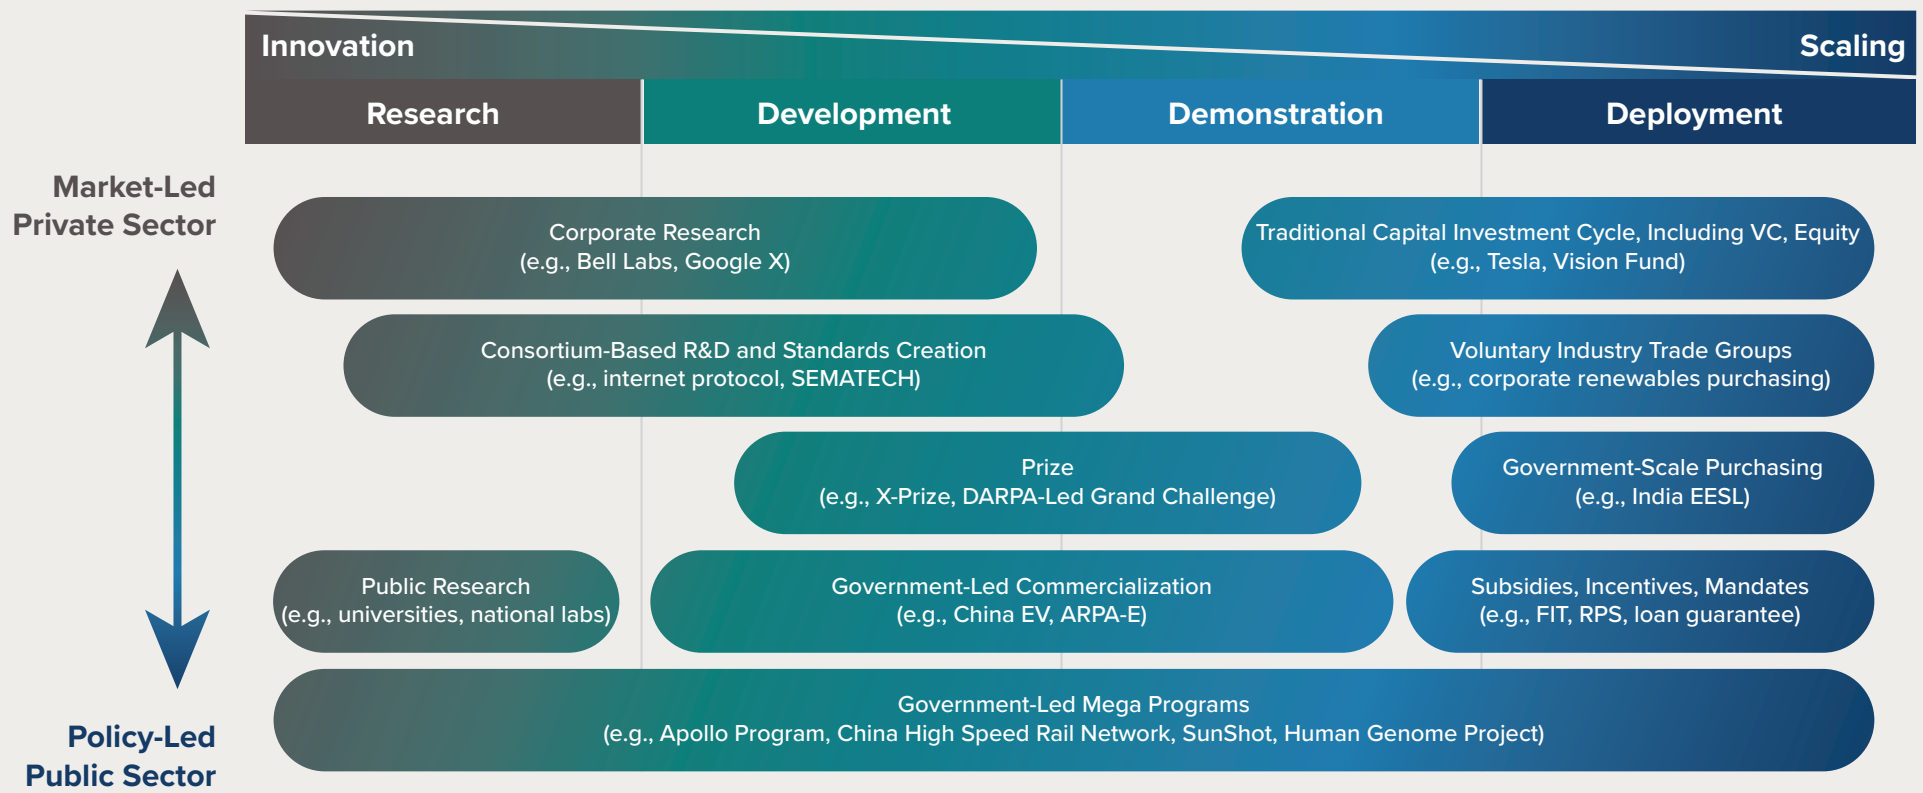 Innovation
Scaling
Research
Development
Demonstration
Deployment
Market-Led
Private Sector
Corporate Research
(e.g., Bell Labs, Google X)
Traditional Capital Investment Cycle, Including VC, Equity
(e.g., Tesla, Vision Fund)
Consortium-Based R&D and Standards Creation
(e.g., internet protocol, SEMATECH)
Voluntary Industry Trade Groups
(e.g., corporate renewables purchasing)
Prize
(e.g., X-Prize, DARPA-Led Grand Challenge)
Government-Scale Purchasing
(e.g., India EESL)
Public Research
(e.g., universities, national labs)
Government-Led Commercialization
(e.g., China EV, ARPA-E)
Subsidies, Incentives, Mandates
(e.g., FIT, RPS, loan guarantee)
Government-Led Mega Programs
(e.g., Apollo Program, China High Speed Rail Network, SunShot, Human Genome Project)
Policy-Led
Public Sector